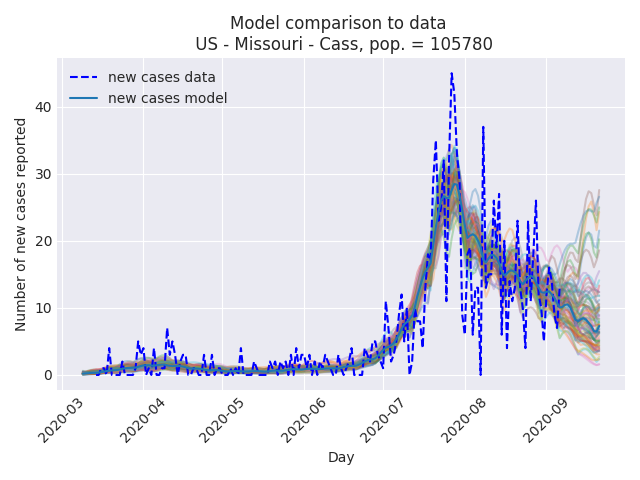 Model comparison to data
US - Missouri - Cass, pop. = 105780
new cases data
new cases model
Number of new cases reported
40
30
20
10
0
2020-03
2020-04
2020-05
2020-06
2020-07
2020-08
2020-09
Day